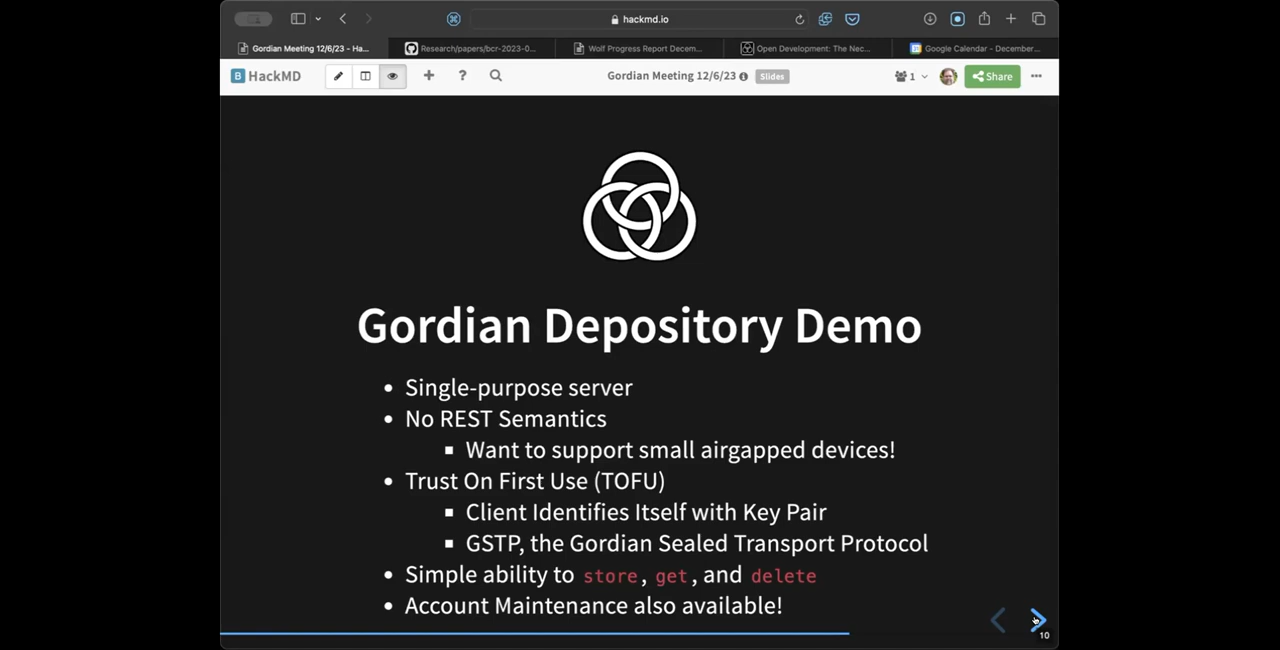 hackmd.io
Gordian Meeting 12/6/23 - Ha...
Research/papers/bcr-2023-0...
Wolf Progress Report Decem...
Open Development: The Nec...
Google Calendar - December...
B HackMD
Gordian Meeting 12/6/23
Slides
1
Share
Gordian Depository Demo
Single-purpose server
No REST Semantics
Want to support small airgapped devices!
Trust On First Use (TOFU)
Client Identifies Itself with Key Pair
GSTP, the Gordian Sealed Transport Protocol
Simple ability to store, get, and delete
Account Maintenance also available!
10